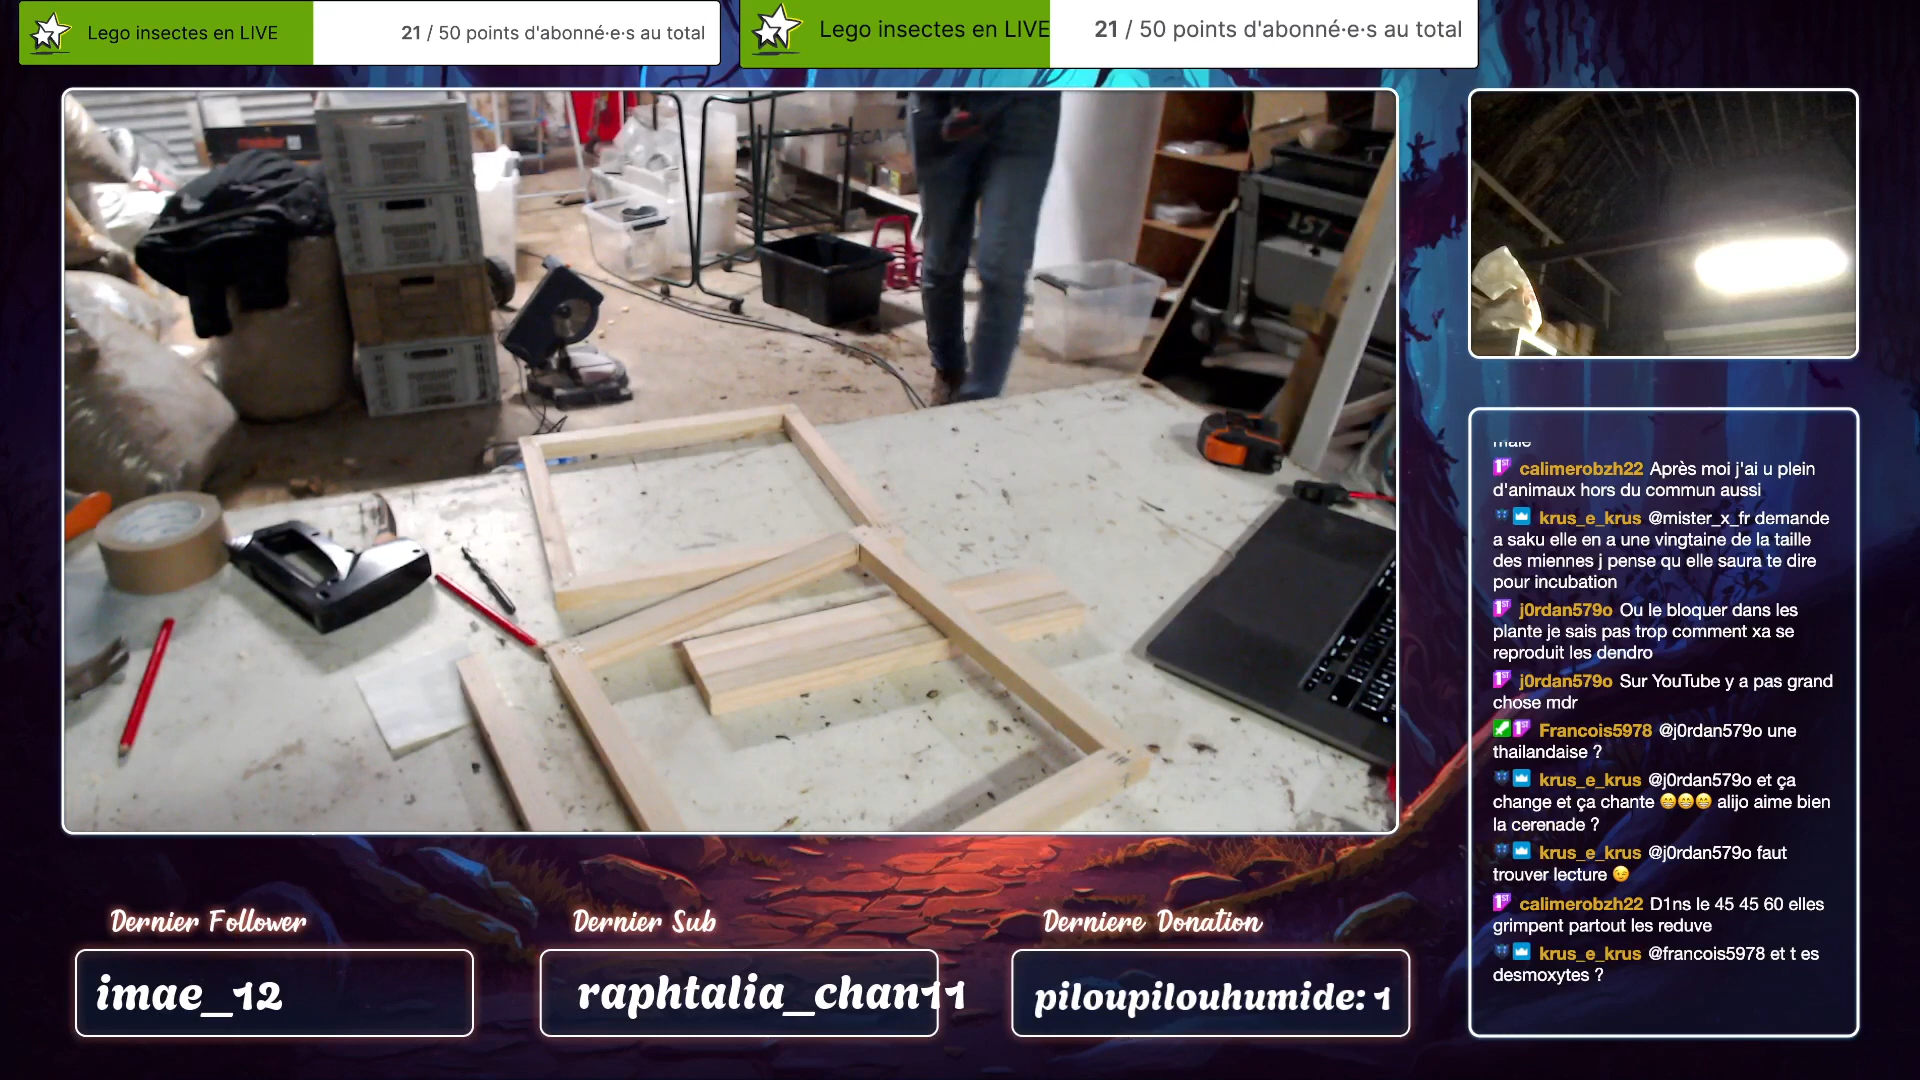 Lego insectes en LIVE
21 / 50 points d'abonné·e·s au total
Lego insectes en LIVE
21 / 50 points d'abonné·e·s au total
157
calimerobzh22 Après moi j'ai u plein
d'animaux hors du commun aussi
krus_e_krus @mister_x_fr demande
a saku elle en a une vingtaine de la taille
des miennes j pense qu elle saura te dire
pour incubation
j0rdan579o Ou le bloquer dans les
plante je sais pas trop comment xa se
reproduit les dendro
j0rdan579o Sur YouTube y a pas grand
chose mdr
Francois5978 @j0rdan579o une
thailandaise ?
krus_e_krus @j0rdan579o et ça
change et ça chante 😁😁😁 alijo aime bien
la cerenade ?
krus_e_krus @j0rdan579o faut
trouver lecture 😉
calimerobzh22 D1ns le 45 45 60 elles
grimpent partout les reduve
krus_e_krus @francois5978 et t es
desmoxytes ?
Dernier Follower
imae_12
Dernier Sub
raphtalia_chan11
Derniere Donation
piloupilouhumide: 1